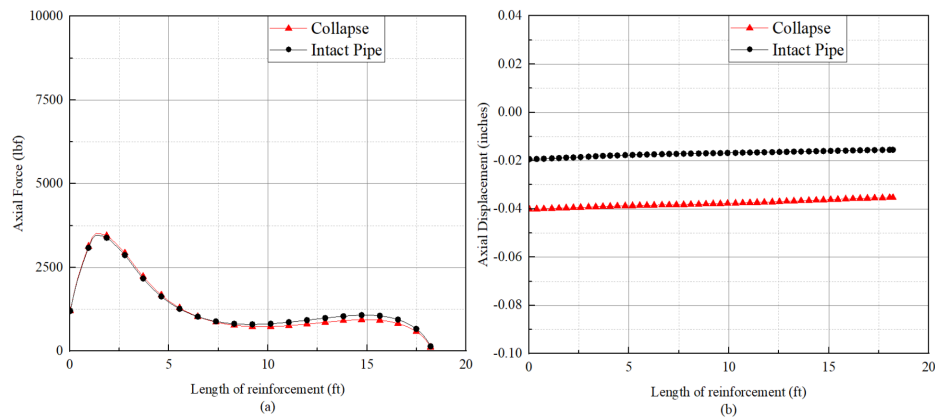 10000
7500
5000
2500
0
Axial Force (lbf)
Collapse
Intact Pipe
0 5 10 15 20
Length of reinforcement (ft)
(a)
0.04
0.02
0.00
-0.02
-0.04
-0.06
-0.08
-0.10
Axial Displacement (inches)
Collapse
Intact Pipe
0 5 10 15 20
Length of reinforcement (ft)
(b)